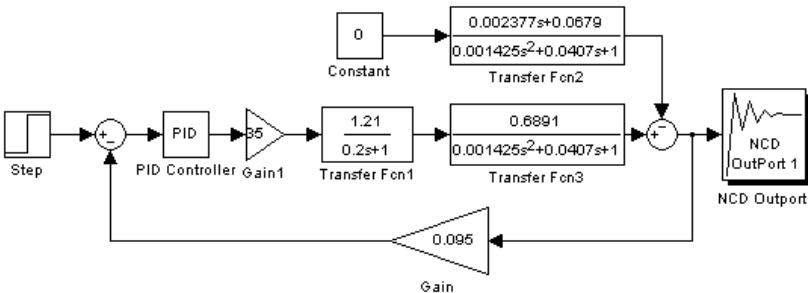 0
Constant
0.002377s+0.0679
0.001425s²+0.0407s+1
Transfer Fcn2
Step
PID
PID Controller
35
Gain1
1.21
0.2s+1
Transfer Fcn1
0.6891
0.001425s²+0.0407s+1
Transfer Fcn3
NCD
OutPort 1
NCD Outport
0.095
Gain